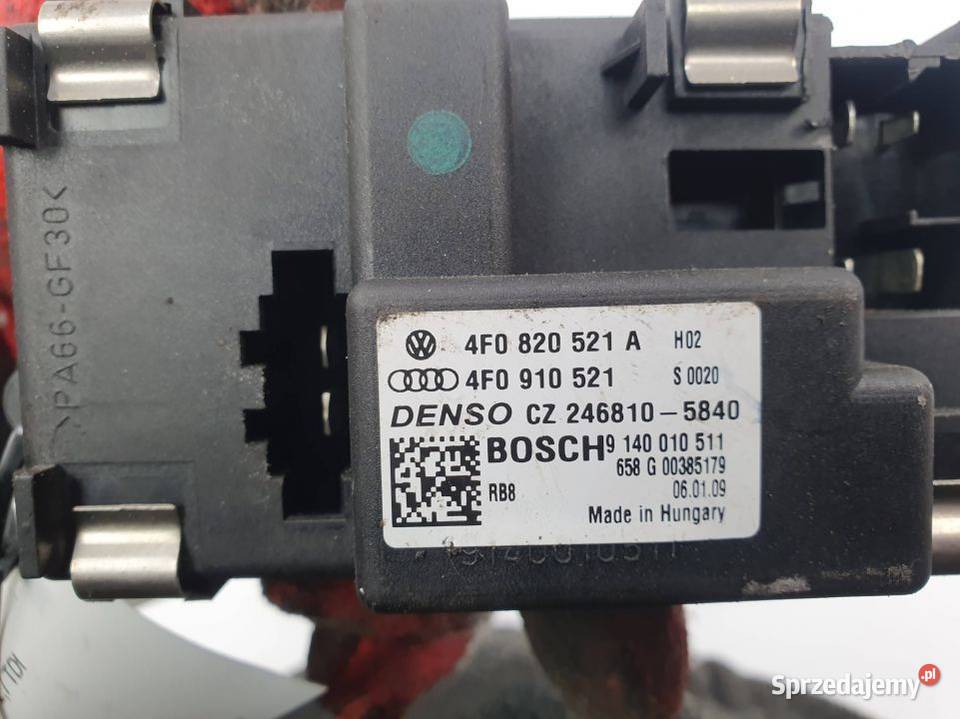 >PA66-GF30<
4F0 820 521 A H02
4F0 910 521 S 0020
DENSO CZ 246810-5840
BOSCH 9 140 010 511
658 G 00385179
RB8 06.01.09
Made in Hungary
9140010511
Sprzedajemy.pl